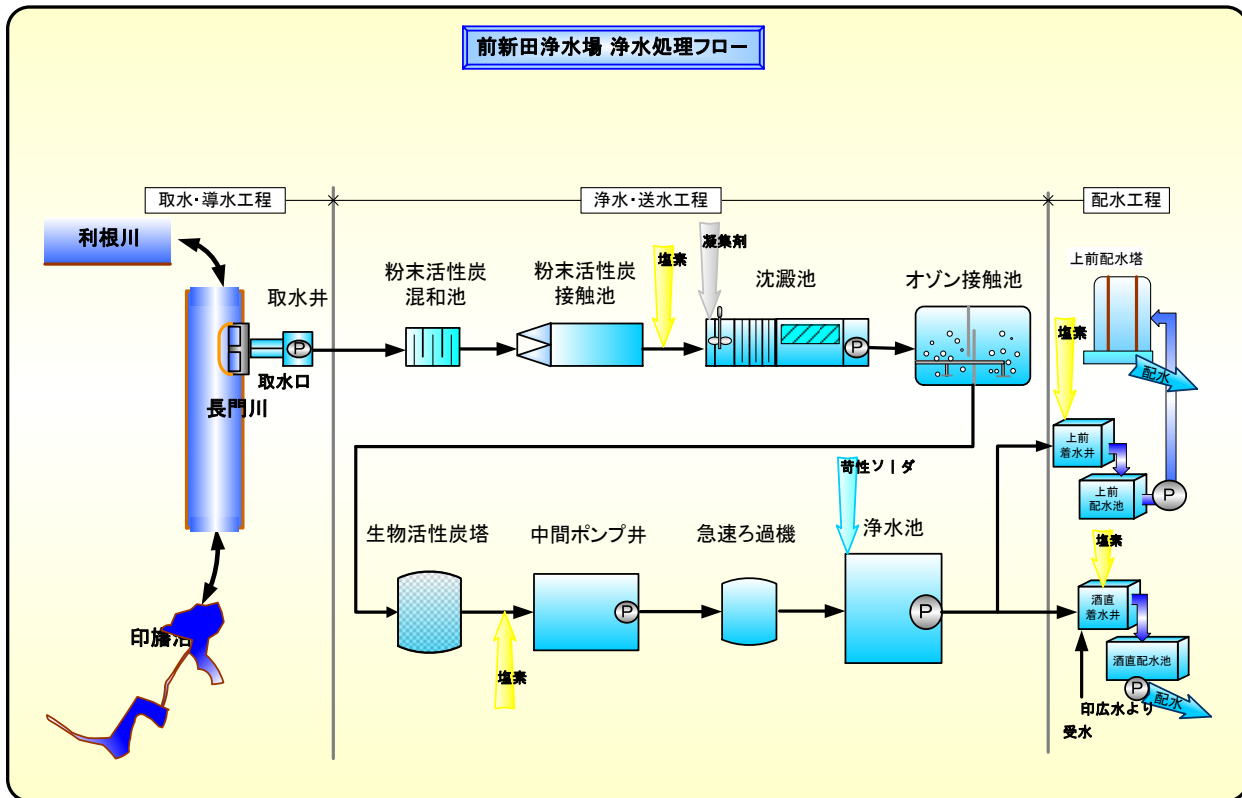 前新田浄水場 浄水処理フロー
取水・導水工程
浄水・送水工程
配水工程
利根川
取水井
P
取水口
長門川
印旛沼
粉末活性炭
混和池
粉末活性炭
接触池
塩素
凝集剤
沈澱池
P
オゾン接触池
生物活性炭塔
塩素
中間ポンプ井
P
急速ろ過機
苛性ソーダ
浄水池
P
上前配水塔
配水
塩素
上前
着水井
上前
配水池
P
塩素
酒直
着水井
酒直配水池
P
配水
印広水より
受水